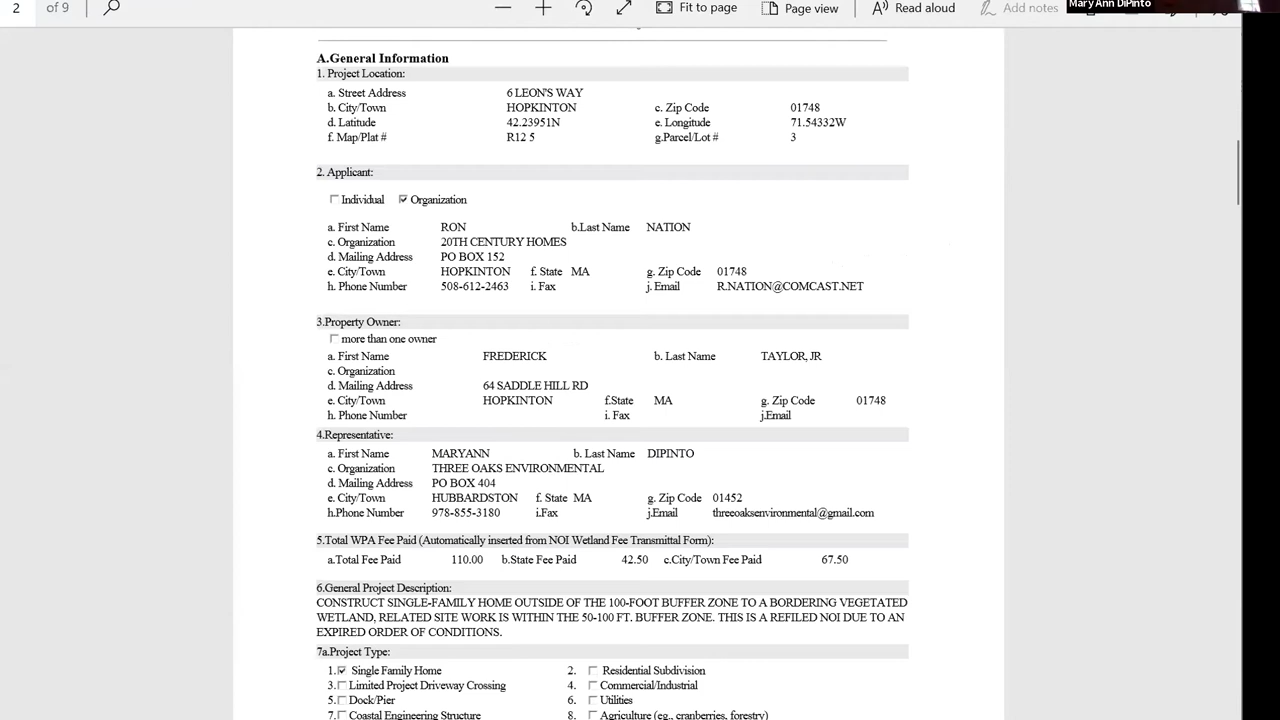 2 of 9 Fit to page Page view Read aloud Add notes Mary Ann DiPinto
A.General Information
1. Project Location:
a. Street Address 6 LEON'S WAY
b. City/Town HOPKINTON c. Zip Code 01748
d. Latitude 42.23951N e. Longitude 71.54332W
f. Map/Plat # R12 5 g.Parcel/Lot # 3
2. Applicant:
Individual Organization
a. First Name RON b.Last Name NATION
c. Organization 20TH CENTURY HOMES
d. Mailing Address PO BOX 152
e. City/Town HOPKINTON f. State MA g. Zip Code 01748
h. Phone Number 508-612-2463 i. Fax j. Email R.NATION@COMCAST.NET
3.Property Owner:
more than one owner
a. First Name FREDERICK b. Last Name TAYLOR, JR
c. Organization
d. Mailing Address 64 SADDLE HILL RD
e. City/Town HOPKINTON f.State MA g. Zip Code 01748
h. Phone Number i. Fax j.Email
4.Representative:
a. First Name MARYANN b. Last Name DIPINTO
c. Organization THREE OAKS ENVIRONMENTAL
d. Mailing Address PO BOX 404
e. City/Town HUBBARDSTON f. State MA g. Zip Code 01452
h.Phone Number 978-855-3180 i.Fax j.Email threeoaksenvironmental@gmail.com
5.Total WPA Fee Paid (Automatically inserted from NOI Wetland Fee Transmittal Form):
a.Total Fee Paid 110.00 b.State Fee Paid 42.50 c.City/Town Fee Paid 67.50
6.General Project Description:
CONSTRUCT SINGLE-FAMILY HOME OUTSIDE OF THE 100-FOOT BUFFER ZONE TO A BORDERING VEGETATED
WETLAND, RELATED SITE WORK IS WITHIN THE 50-100 FT. BUFFER ZONE. THIS IS A REFILED NOI DUE TO AN
EXPIRED ORDER OF CONDITIONS.
7a.Project Type:
1. Single Family Home 2. Residential Subdivision
3. Limited Project Driveway Crossing 4. Commercial/Industrial
5. Dock/Pier 6. Utilities
7. Coastal Engineering Structure 8. Agriculture (eg., cranberries, forestry)